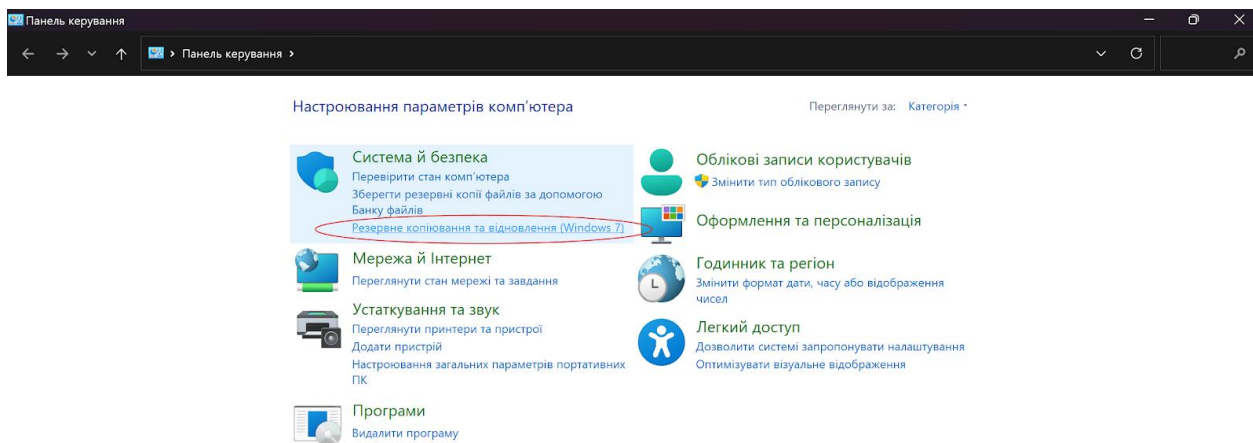 Панель керування
Панель керування
Настроювання параметрів комп'ютера
Переглянути за: Категорія
Система й безпека
Перевірити стан комп'ютера
Зберегти резервні копії файлів за допомогою
Банку файлів
Резервне копіювання та відновлення (Windows 7)
Мережа й Інтернет
Переглянути стан мережі та завдання
Устаткування та звук
Переглянути принтери та пристрої
Додати пристрій
Настроювання загальних параметрів портативних
ПК
Програми
Видалити програму
Облікові записи користувачів
Змінити тип облікового запису
Оформлення та персоналізація
Годинник та регіон
Змінити формат дати, часу або відображення
чисел
Легкий доступ
Дозволити системі запропонувати налаштування
Оптимізувати візуальне відображення